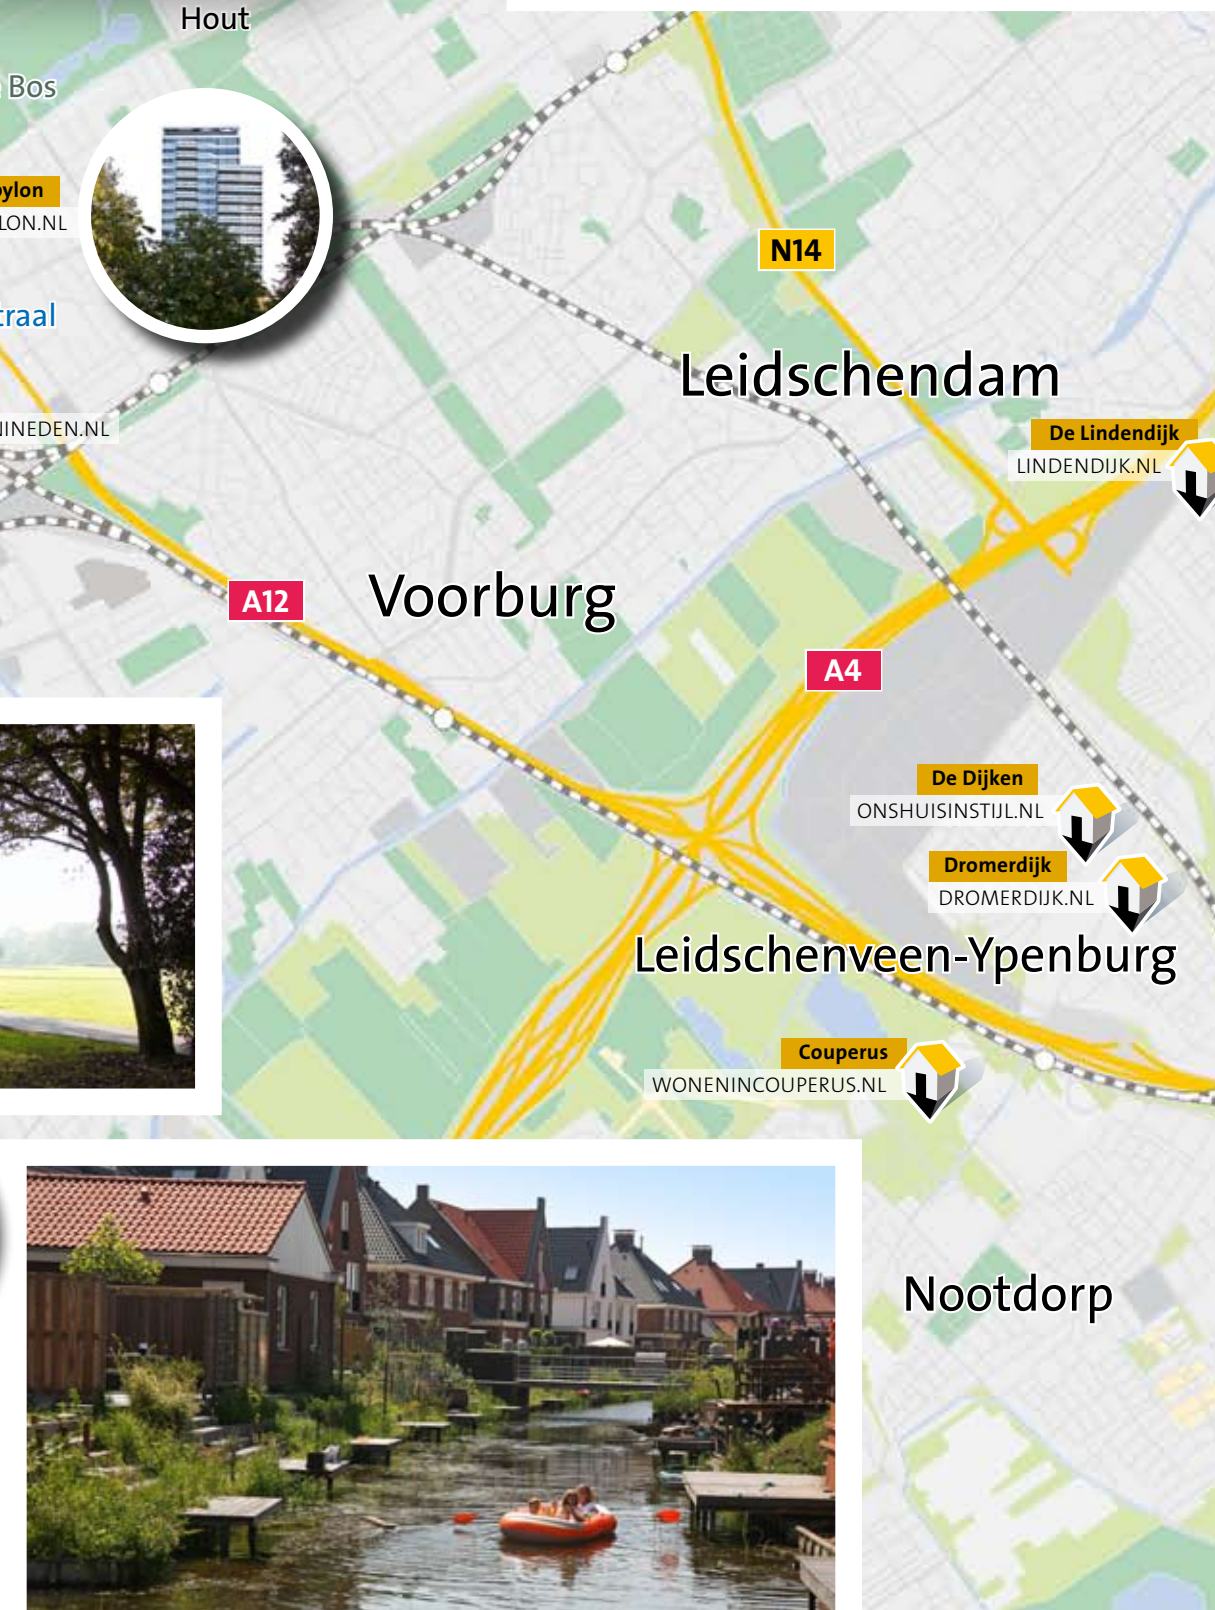 Hout
Bos
ylon
LON.NL
N14
traal
Leidschendam
NINEDEN.NL
De Lindendijk
LINDENDIJK.NL
A12
Voorburg
A4
De Dijken
ONSHUISINSTIJL.NL
Dromerdijk
DROMERDIJK.NL
Leidschenveen-Ypenburg
Couperus
WONENINCOUPERUS.NL
Nootdorp